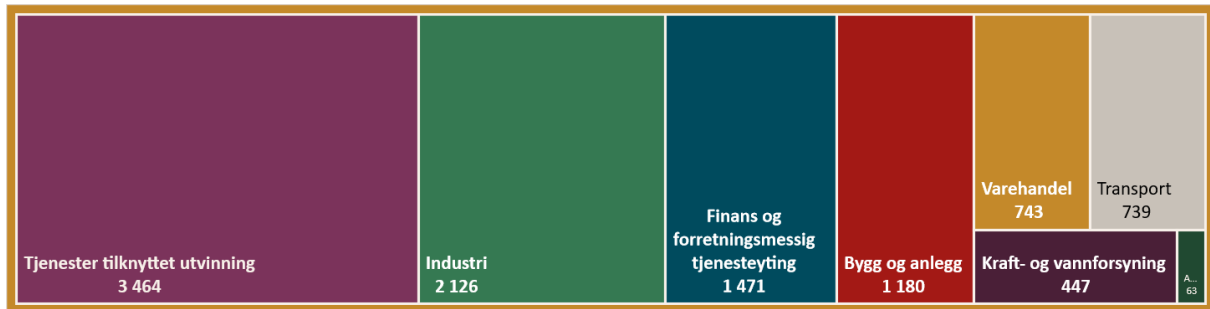 Tjenester tilknyttet utvinning
3 464
Industri
2 126
Finans og
forretningsmessig
tjenesteyting
1 471
Bygg og anlegg
1 180
Varehandel
743
Transport
739
Kraft- og vannforsyning
447
A...
63